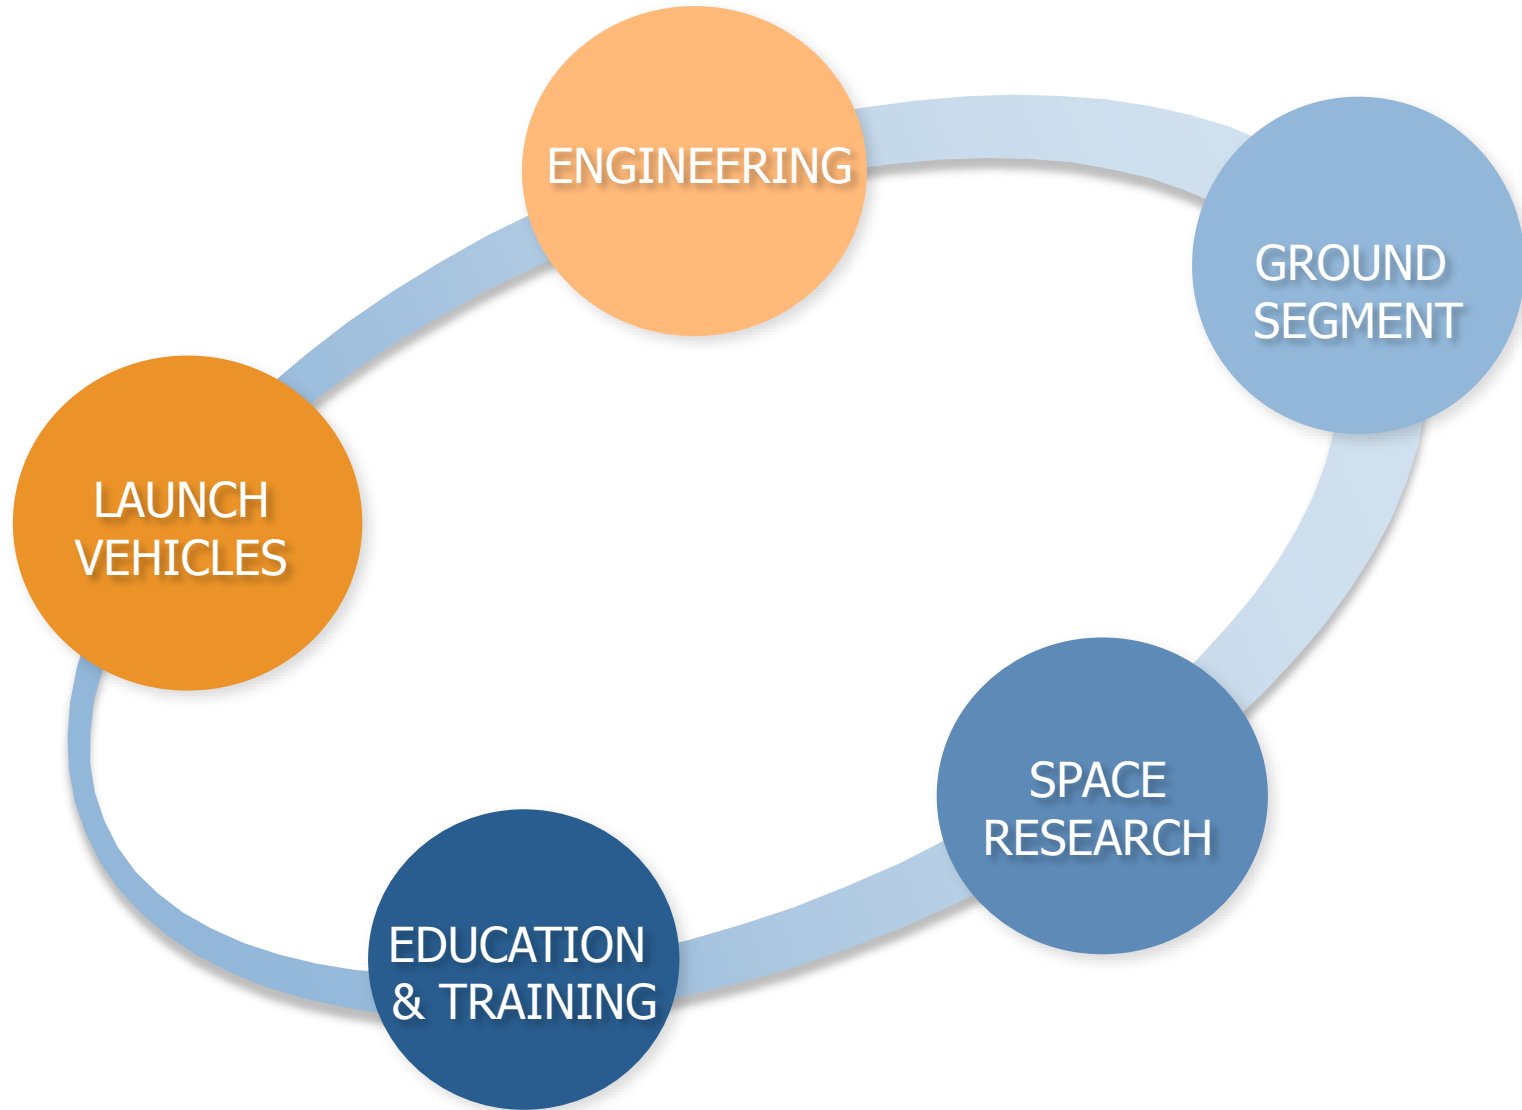 ENGINEERING
GROUND
SEGMENT
LAUNCH
VEHICLES
SPACE
RESEARCH
EDUCATION
& TRAINING